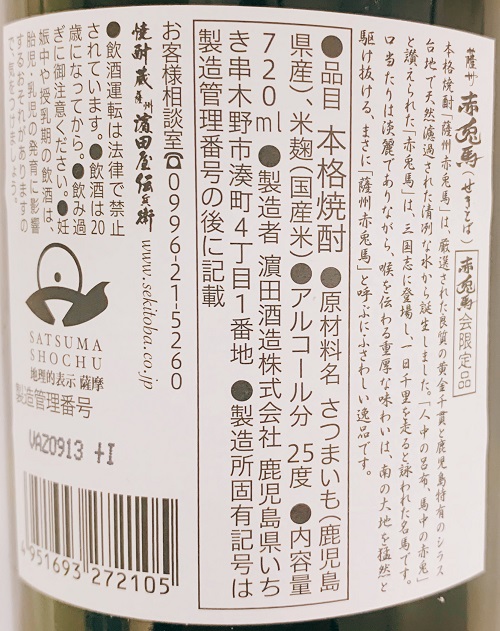 薩州 赤兎馬(せきとば) 赤兎馬会限定品
本格焼酎「薩州 赤兎馬」は、厳選された良質の黄金千貫と鹿児島特有のシラス
台地で天然濾過された清冽な水から誕生しました。「人中の呂布、馬中の赤兎」
と讃えられた「赤兎馬」は、三国志に登場し、一日千里を走ると詠われた名馬です。
口当たりは淡麗でありながら、喉を伝わる重厚な味わいは、南の大地を猛然と
駆け抜ける、まさに「薩州 赤兎馬」と呼ぶにふさわしい逸品です。
●品目 本格焼酎 ●原材料名 さつまいも(鹿児島
県産)、米麹(国産米) ●アルコール分 25度 ●内容量
720ml ●製造者 濵田酒造株式会社 鹿児島県いち
き串木野市湊町4丁目1番地 ●製造所固有記号は
製造管理番号の後に記載
お客様相談室☎0996-21-5260
焼酎蔵 薩州 濵田屋伝兵衛 www.sekitoba.co.jp
●飲酒運転は法律で禁止
されています。●飲酒は20
歳になってから。●飲み過
ぎに御注意ください。●妊
娠中や授乳期の飲酒は、
胎児・乳児の発育に影響
するおそれがありますの
で、気をつけましょう。
SATSUMA
SHOCHU
地理的表示 薩摩
製造管理番号
VAZ0913 +I
4 951693 272105